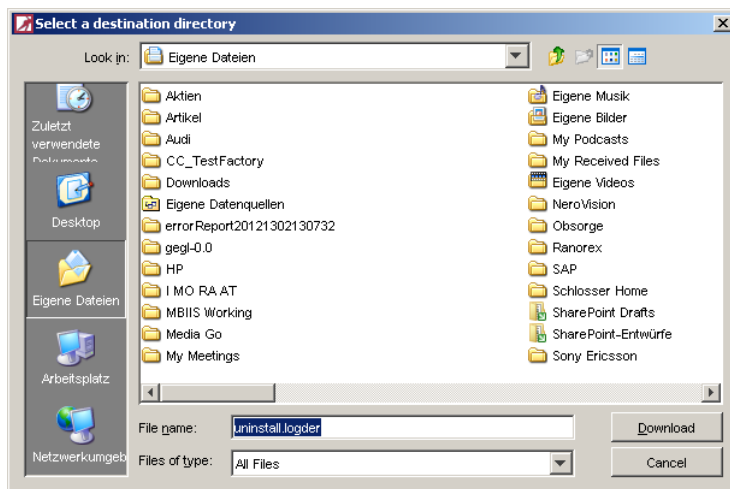 Select a destination directory
Look in:
Eigene Dateien
Zuletzt
verwendete
Dokumente
Desktop
Eigene Dateien
Arbeitsplatz
Netzwerkumgeb
Aktien
Artikel
Audi
CC_TestFactory
Downloads
Eigene Datenquellen
errorReport20121302130732
gegl-0.0
HP
I MO RA AT
MBIIS Working
Media Go
My Meetings
Eigene Musik
Eigene Bilder
My Podcasts
My Received Files
Eigene Videos
NeroVision
Obsorge
Ranorex
SAP
Schlosser Home
SharePoint Drafts
SharePoint-Entwürfe
Sony Ericsson
File name:
uninstall.logder
Download
Files of type:
All Files
Cancel